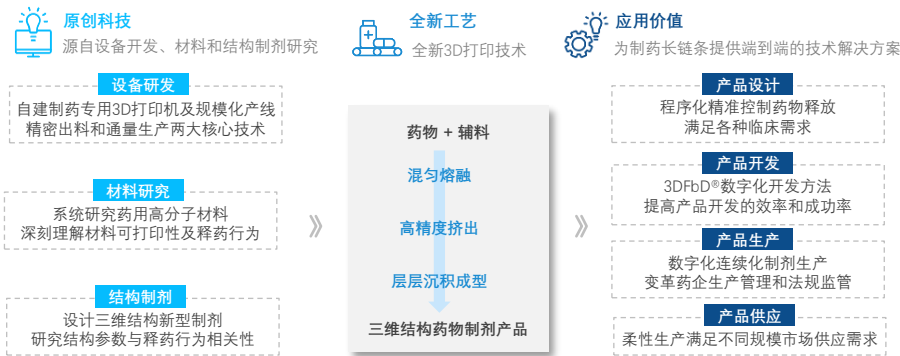 原创科技
源自设备开发、材料和结构制剂研究
设备研发
自建制药专用3D打印机及规模化产线
精密出料和通量生产两大核心技术
材料研究
系统研究药用高分子材料
深刻理解材料可打印性及释药行为
结构制剂
设计三维结构新型制剂
研究结构参数与释药行为相关性
全新工艺
全新3D打印技术
药物 + 辅料
混匀熔融
高精度挤出
层层沉积成型
三维结构药物制剂产品
应用价值
为制药长链条提供端到端的技术解决方案
产品设计
程序化精准控制药物释放
满足各种临床需求
产品开发
3DFbD®数字化开发方法
提高产品开发的效率和成功率
产品生产
数字化连续化制剂生产
变革药企生产管理和法规监管
产品供应
柔性生产满足不同规模市场供应需求